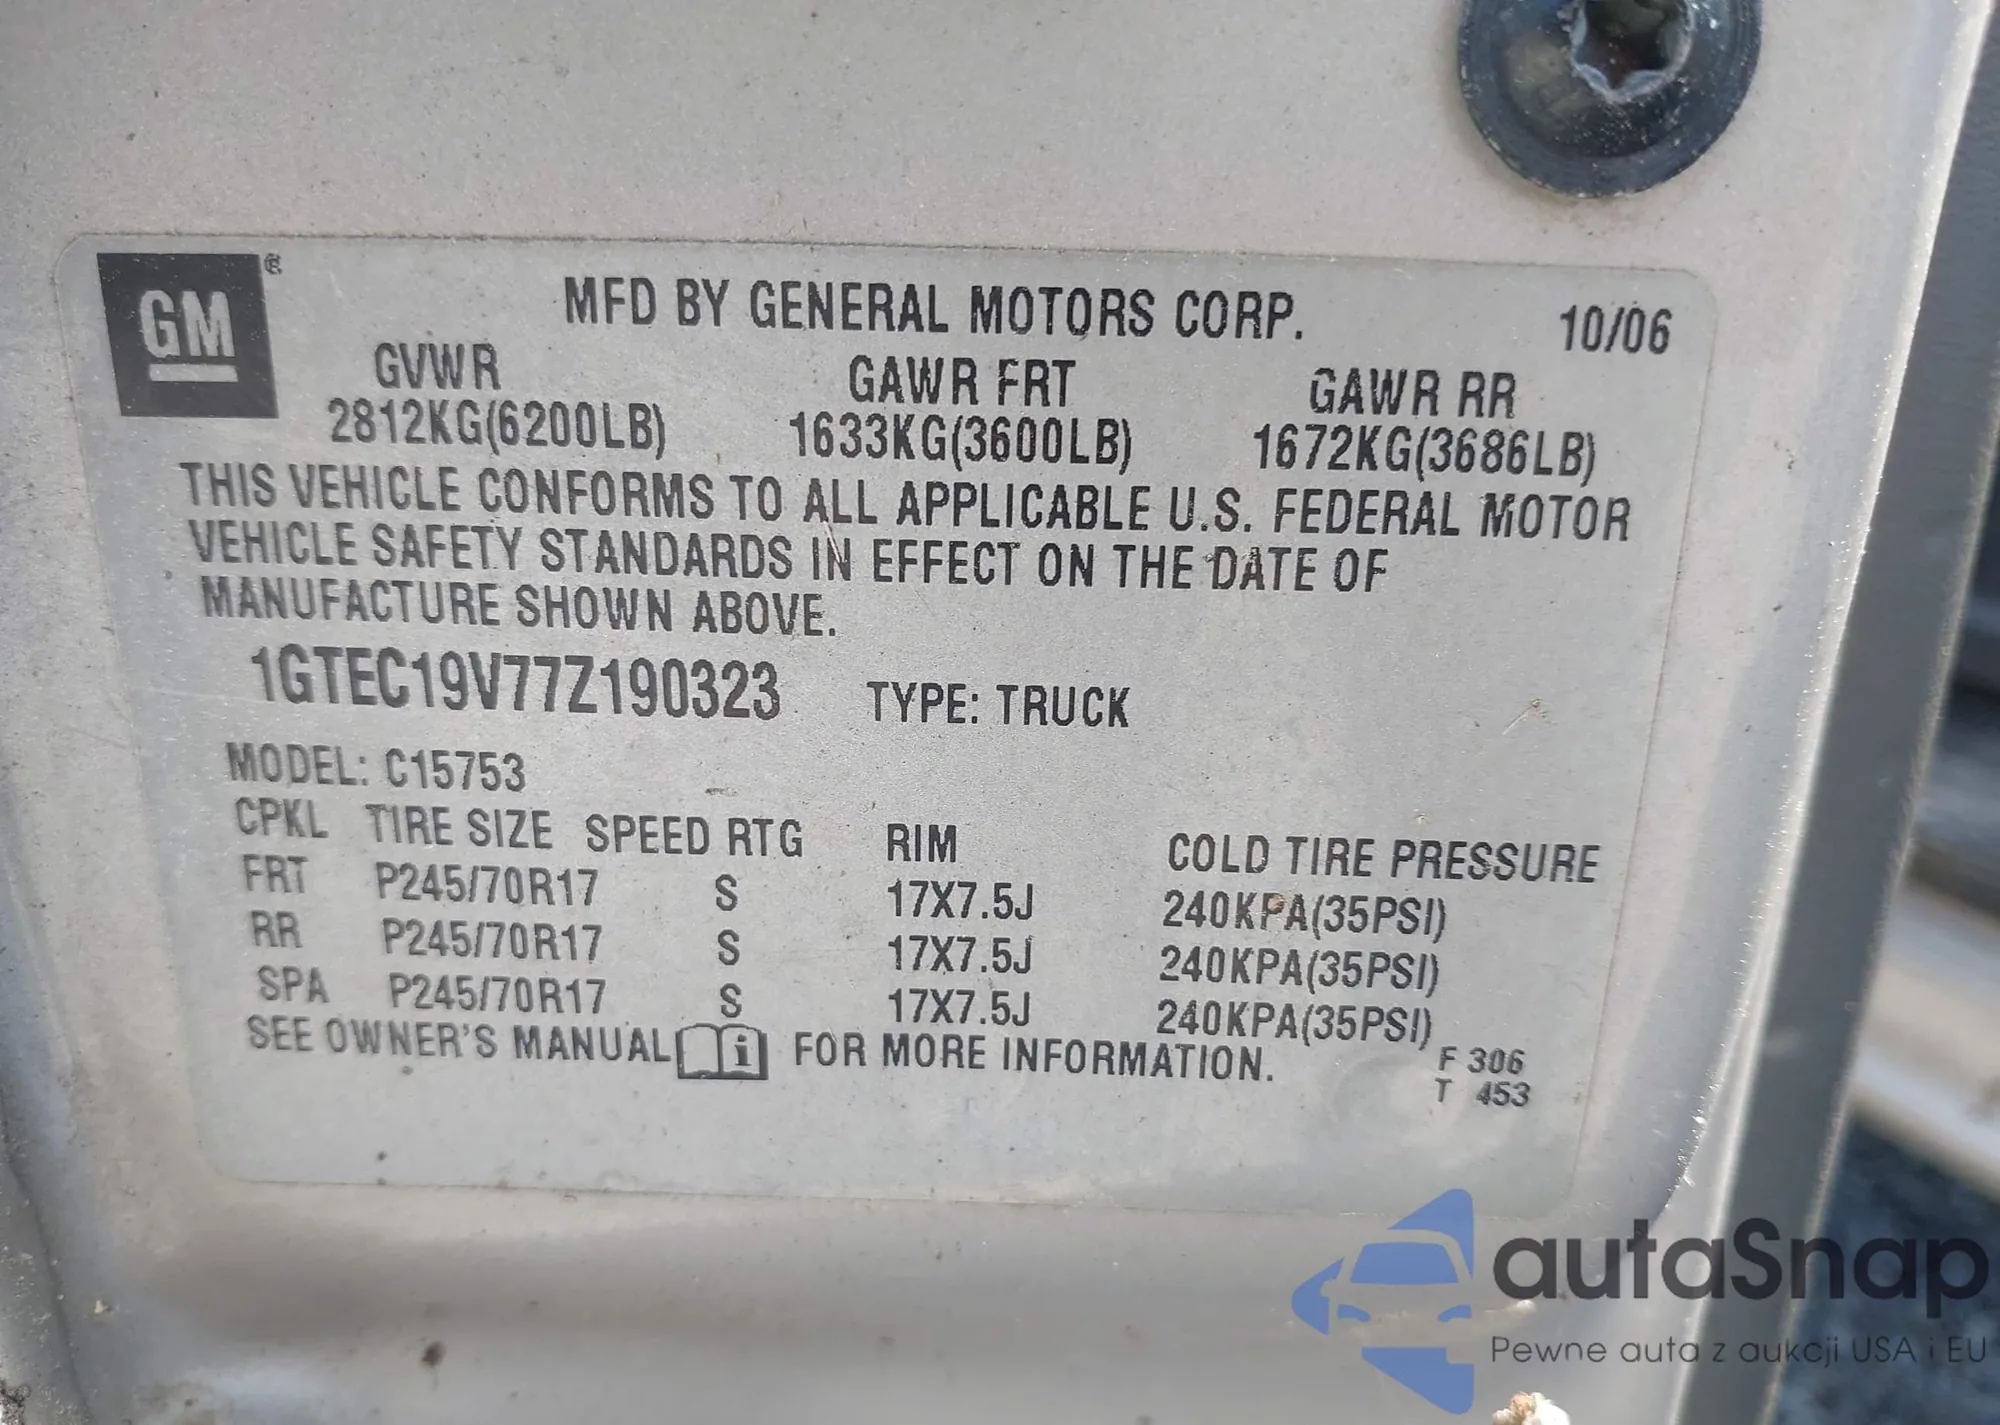 GM
MFD BY GENERAL MOTORS CORP. 10/06
GVWR GAWR FRT GAWR RR
2812KG(6200LB) 1633KG(3600LB) 1672KG(3686LB)
THIS VEHICLE CONFORMS TO ALL APPLICABLE U.S. FEDERAL MOTOR
VEHICLE SAFETY STANDARDS IN EFFECT ON THE DATE OF
MANUFACTURE SHOWN ABOVE.
1GTEC19V77Z190323 TYPE: TRUCK
MODEL: C15753
CPKL TIRE SIZE SPEED RTG RIM COLD TIRE PRESSURE
FRT P245/70R17 S 17X7.5J 240KPA(35PSI)
RR P245/70R17 S 17X7.5J 240KPA(35PSI)
SPA P245/70R17 S 17X7.5J 240KPA(35PSI)
SEE OWNER'S MANUAL i FOR MORE INFORMATION.
F 306
T 453
autaSnap
Pewne auta z aukcji USA i EU